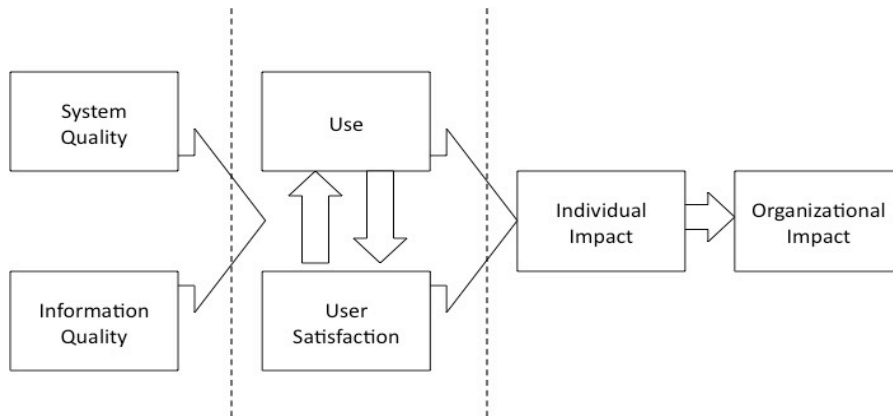 System
Quality
Use
Individual
Impact
Organizational
Impact
Information
Quality
User
Satisfaction